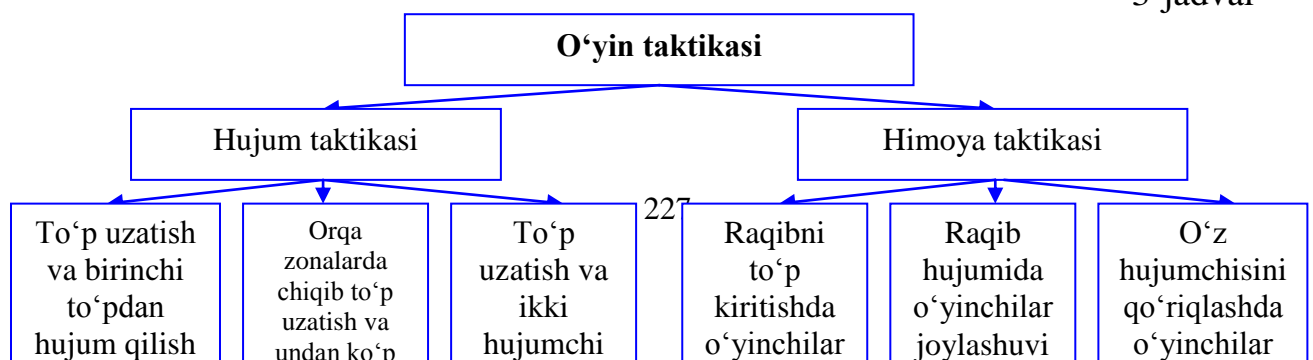 3-jadval
O‘yin taktikasi
Hujum taktikasi
Himoya taktikasi
To‘p uzatish
va birinchi
to‘pdan
hujum qilish
Orqa
zonalarda
chiqib to‘p
uzatish va
undan ko‘p
To‘p
uzatish va
ikki
hujumchi
227
Raqibni
to‘p
kiritishda
o‘yinchilar
Raqib
hujumida
o‘yinchilar
joylashuvi
O‘z
hujumchisini
qo‘riqlashda
o‘yinchilar